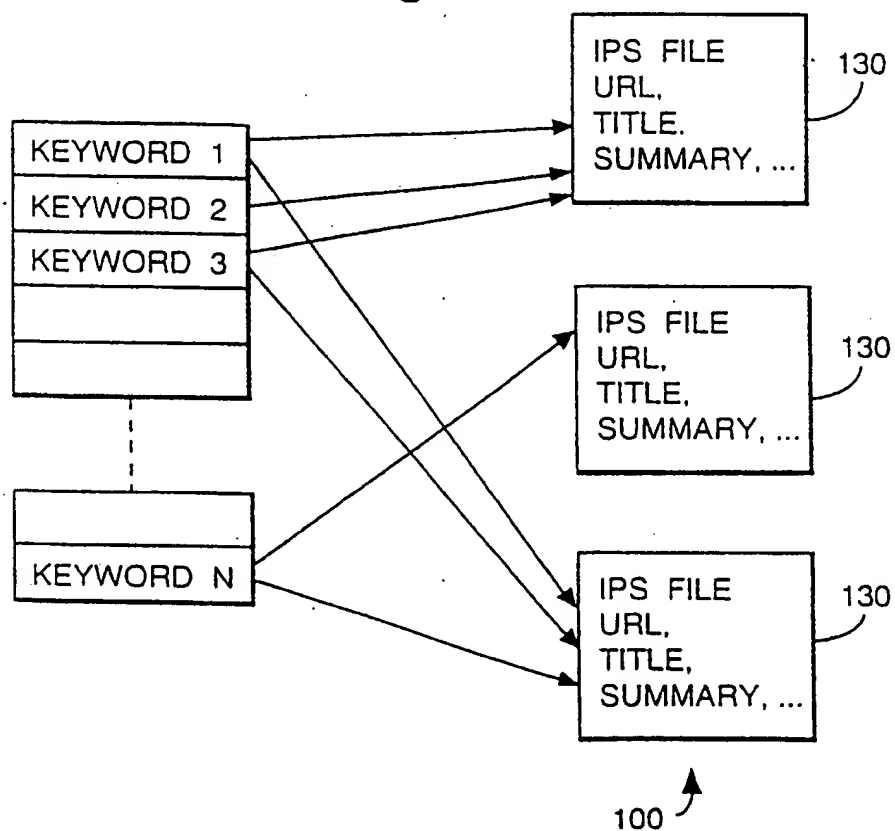 KEYWORD 1
KEYWORD 2
KEYWORD 3
KEYWORD N
IPS FILE
URL,
TITLE.
SUMMARY, ...
130
IPS FILE
URL,
TITLE,
SUMMARY, ...
130
IPS FILE
URL,
TITLE,
SUMMARY, ...
130
100